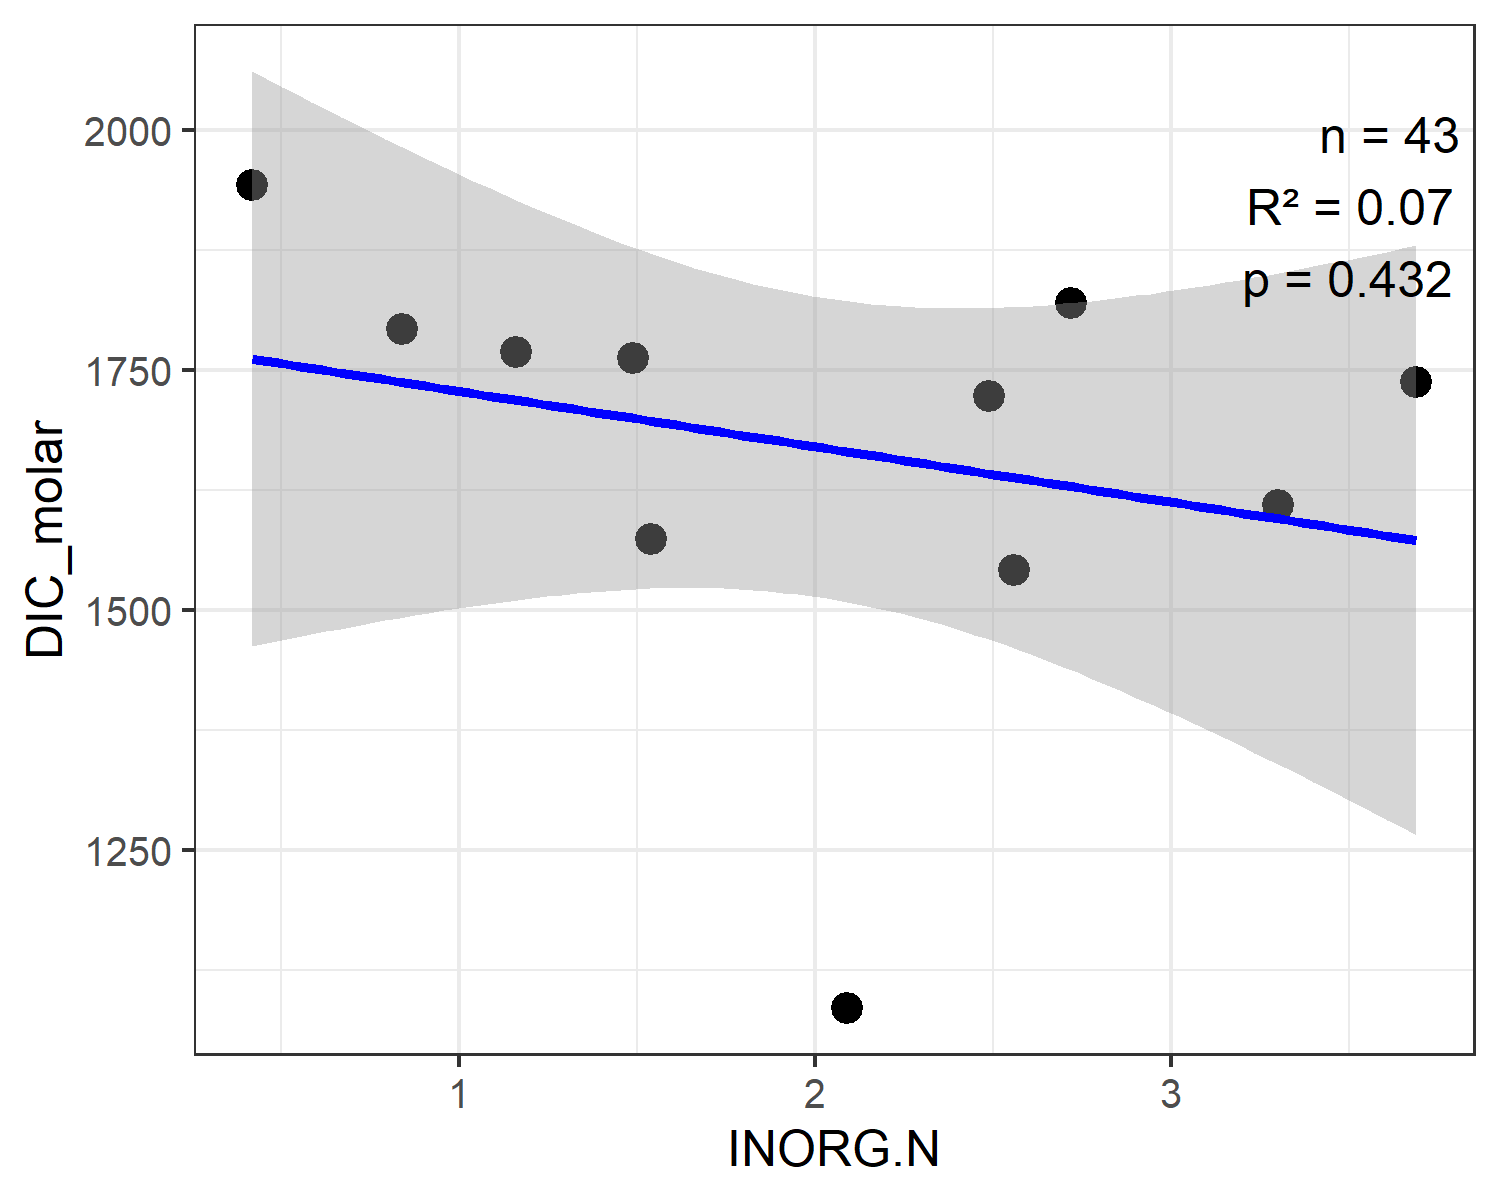 n = 43
R² = 0.07
p = 0.432
2000
1750
1500
1250
DIC_molar
1
2
3
INORG.N